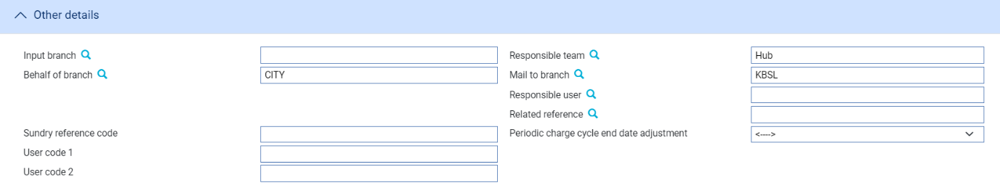 Other details
Input branch
Responsible team Hub
Behalf of branch CITY
Mail to branch KBSL
Responsible user
Related reference
Sundry reference code
Periodic charge cycle end date adjustment <---->
User code 1
User code 2